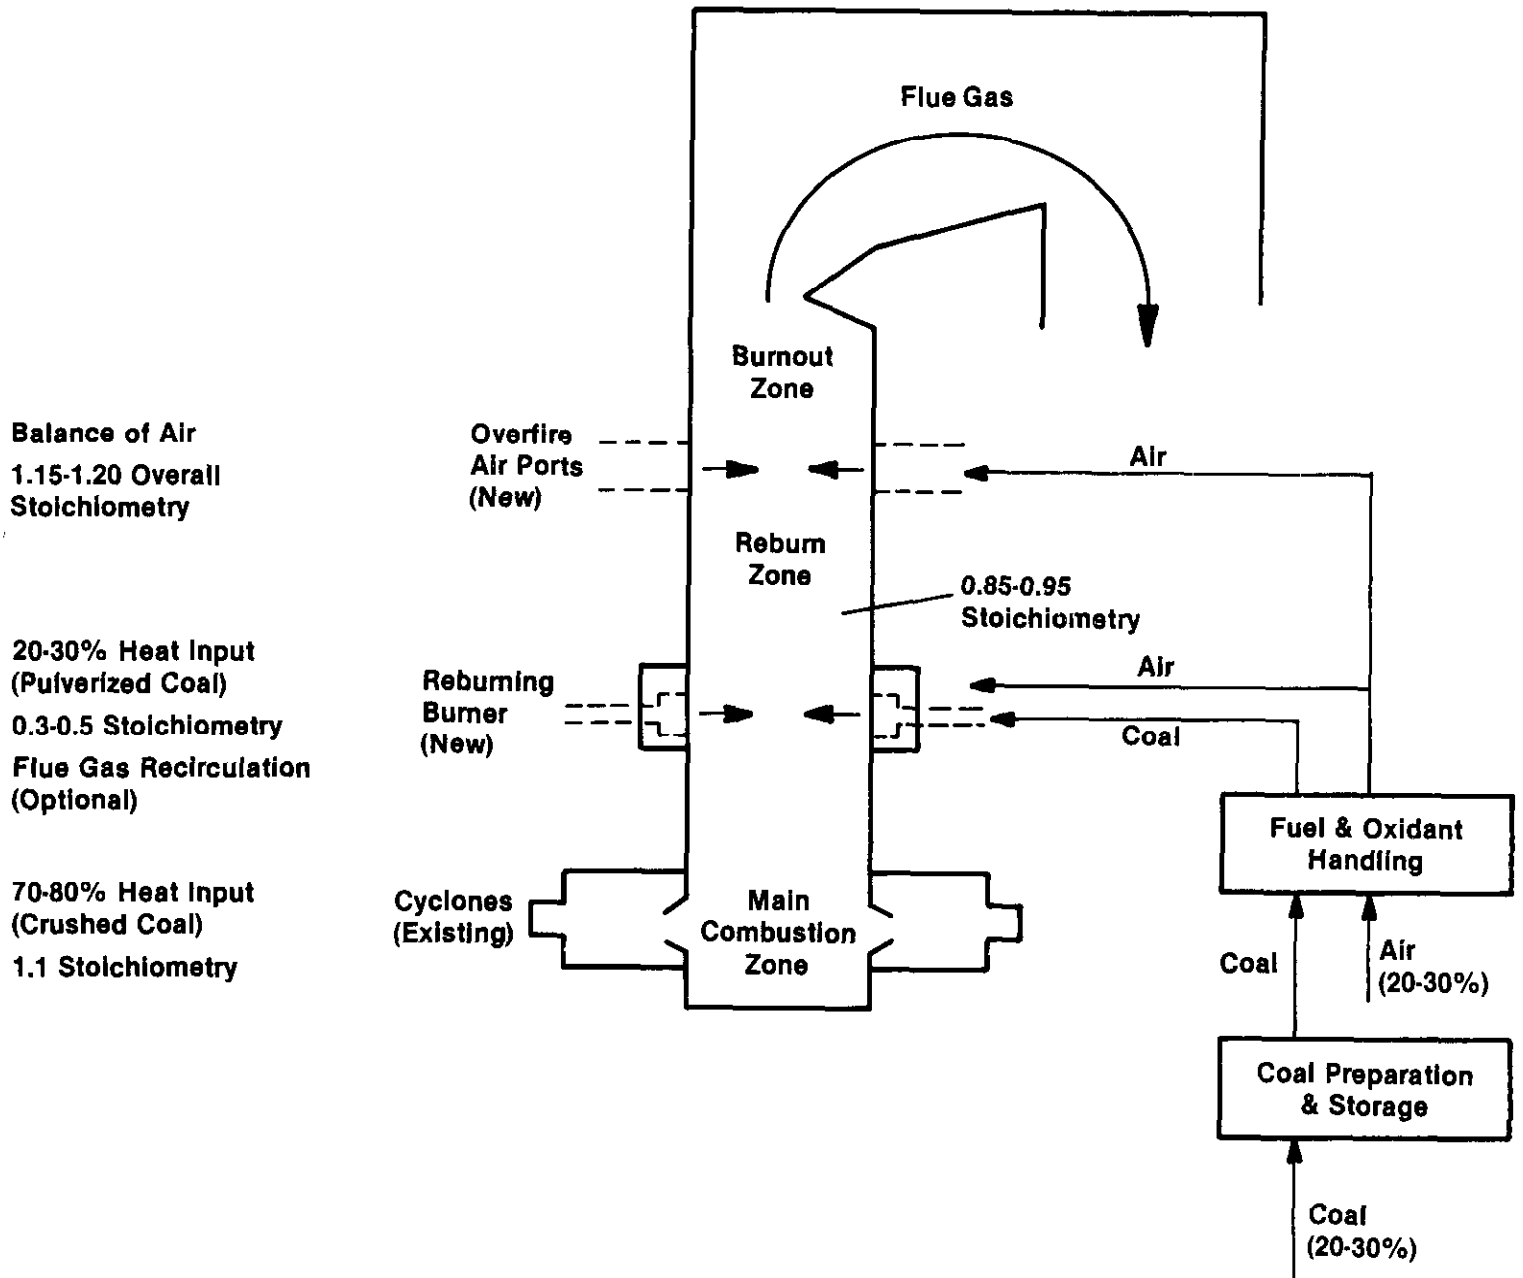 Flue Gas
Burnout
Zone
Balance of Air
1.15-1.20 Overall
Stoichiometry
Overfire
Air Ports
(New)
Air
Reburn
Zone
0.85-0.95
Stoichiometry
20-30% Heat Input
(Pulverized Coal)
0.3-0.5 Stoichiometry
Flue Gas Recirculation
(Optional)
Reburning
Burner
(New)
Air
Coal
Fuel & Oxidant
Handling
70-80% Heat Input
(Crushed Coal)
1.1 Stoichiometry
Cyclones
(Existing)
Main
Combustion
Zone
Coal
Air
(20-30%)
Coal Preparation
& Storage
Coal
(20-30%)